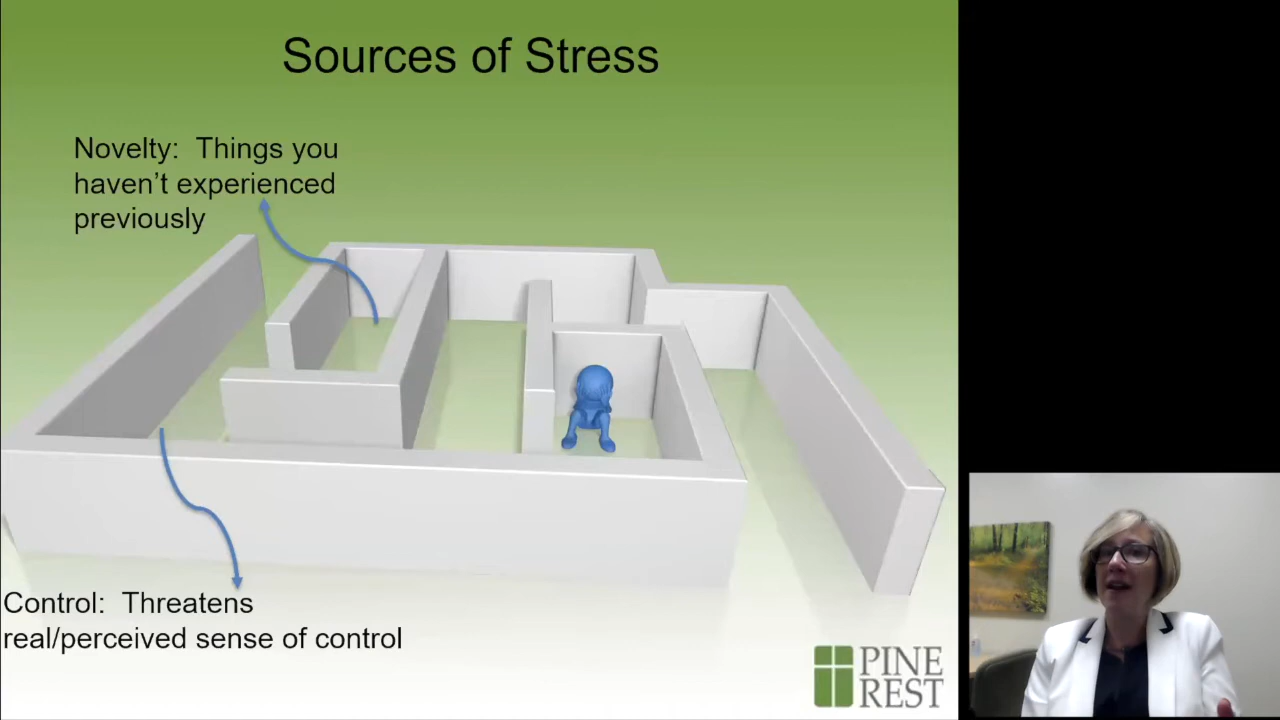 Sources of Stress
Novelty:  Things you
haven’t experienced
previously
Control:  Threatens
real/perceived sense of control
PINE
REST